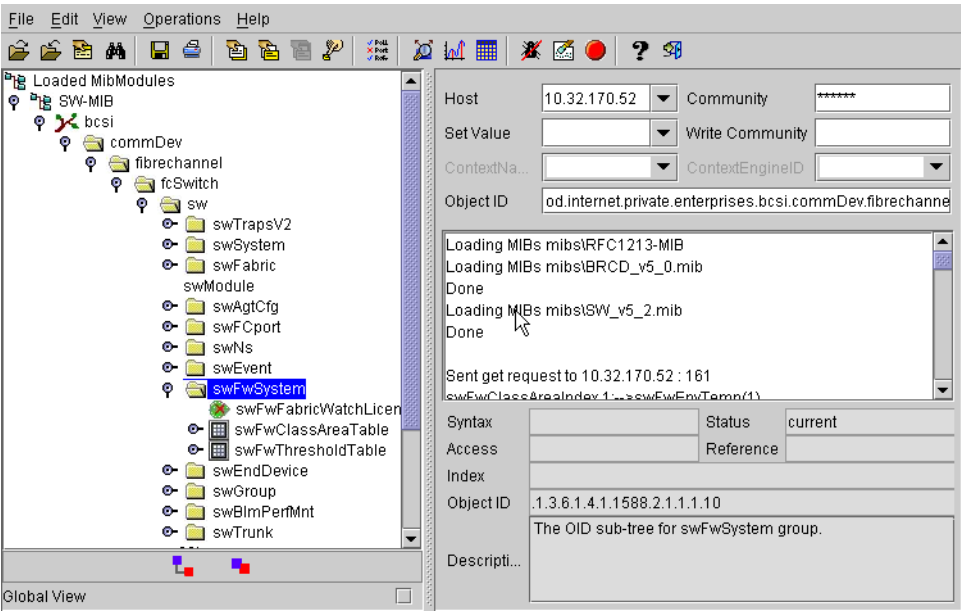 File Edit View Operations Help
Loaded MibModules
SW-MIB
bcsi
commDev
fibrechannel
fcSwitch
sw
swTrapsV2
swSystem
swFabric
swModule
swAgtCfg
swFCport
swNs
swEvent
swFwSystem
swFwFabricWatchLicen
swFwClassAreaTable
swFwThresholdTable
swEndDevice
swGroup
swBlmPerfMnt
swTrunk
Global View
Host 10.32.170.52 Community ******
Set Value Write Community
ContextNa... ContextEngineID
Object ID od.internet.private.enterprises.bcsi.commDev.fibrechanne
Loading MIBs mibs\RFC1213-MIB
Loading MIBs mibs\BRCD_v5_0.mib
Done
Loading MIBs mibs\SW_v5_2.mib
Done
Sent get request to 10.32.170.52 : 161
swFwClassAreaIndex.1:-->swFwEnvTemp(1)
Syntax Status current
Access Reference
Index
Object ID .1.3.6.1.4.1.1588.2.1.1.1.10
Descripti... The OID sub-tree for swFwSystem group.